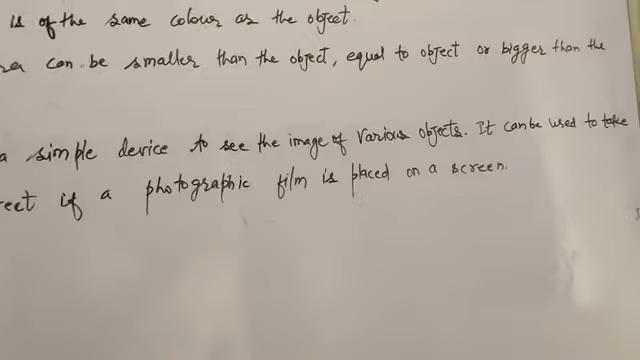 is of the same colour as the object.
can be smaller than the object, equal to object or bigger than the
a simple device to see the image of various objects. It can be used to take
if a photographic film is placed on a screen.